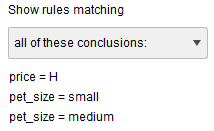 Show rules matching
all of these conclusions:
price = H
pet_size = small
pet_size = medium